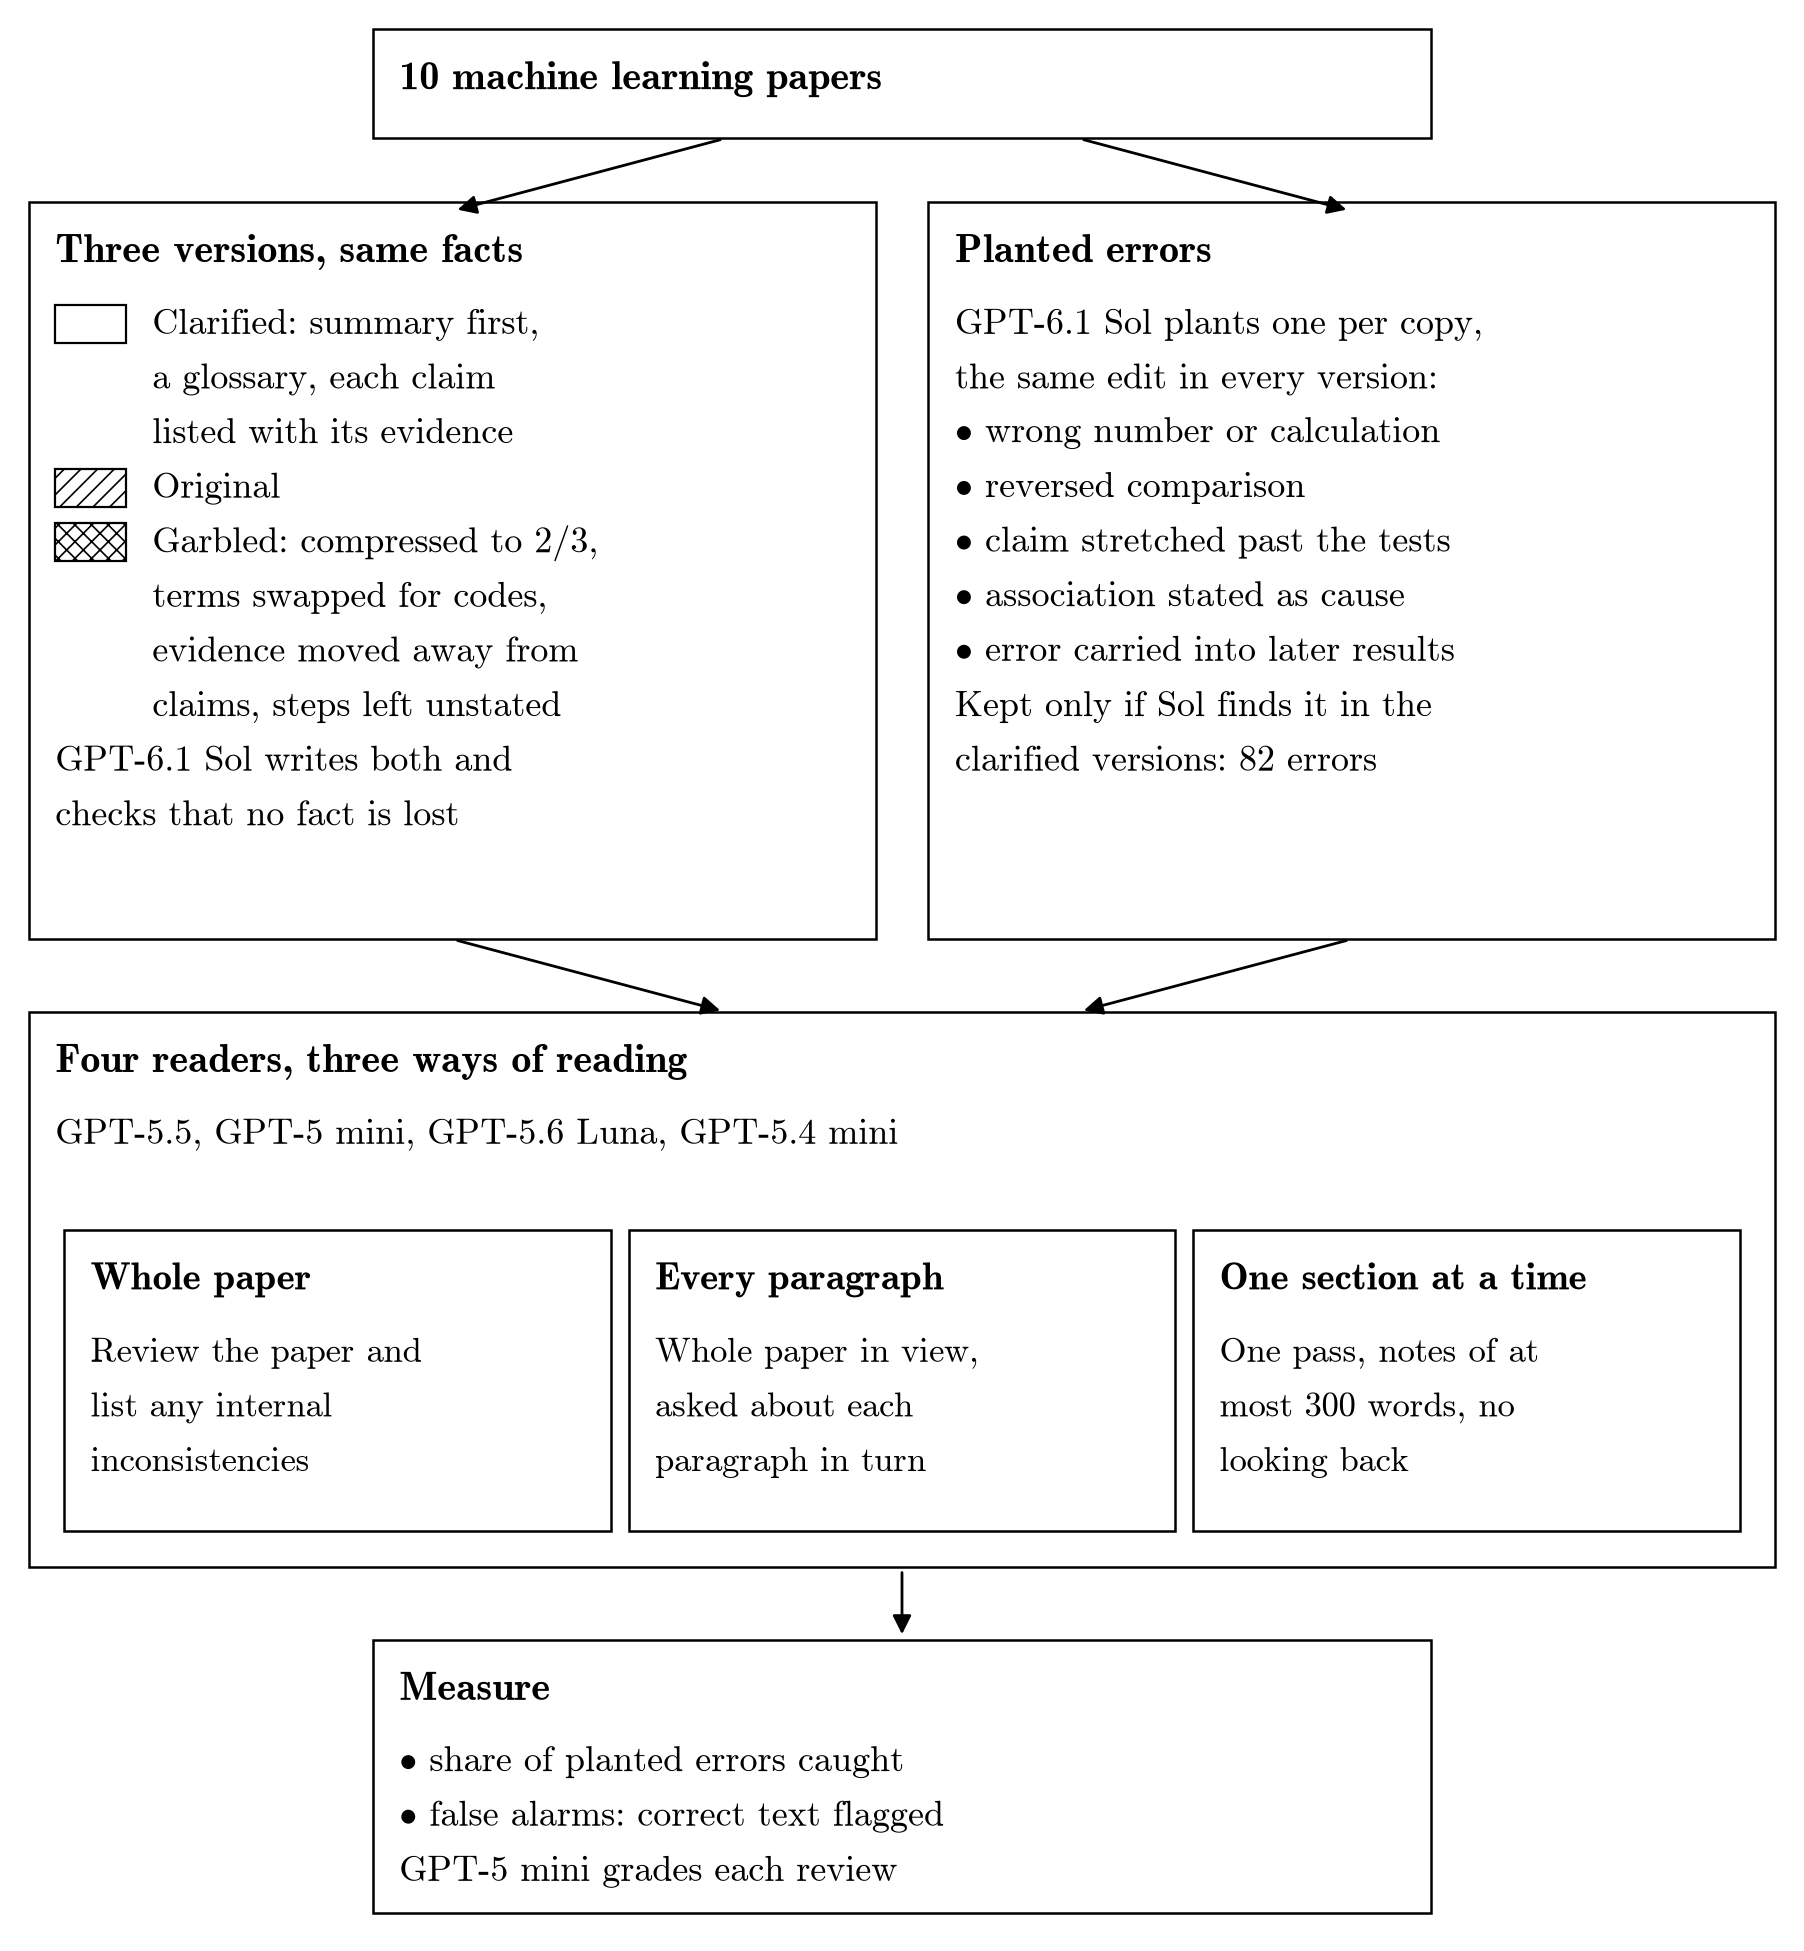 10 machine learning papers
Three versions, same facts
Clarified: summary first,
a glossary, each claim
listed with its evidence
Original
Garbled: compressed to 2/3,
terms swapped for codes,
evidence moved away from
claims, steps left unstated
GPT-6.1 Sol writes both and
checks that no fact is lost
Planted errors
GPT-6.1 Sol plants one per copy,
the same edit in every version:
• wrong number or calculation
• reversed comparison
• claim stretched past the tests
• association stated as cause
• error carried into later results
Kept only if Sol finds it in the
clarified versions: 82 errors
Four readers, three ways of reading
GPT-5.5, GPT-5 mini, GPT-5.6 Luna, GPT-5.4 mini
Whole paper
Review the paper and
list any internal
inconsistencies
Every paragraph
Whole paper in view,
asked about each
paragraph in turn
One section at a time
One pass, notes of at
most 300 words, no
looking back
Measure
• share of planted errors caught
• false alarms: correct text flagged
GPT-5 mini grades each review